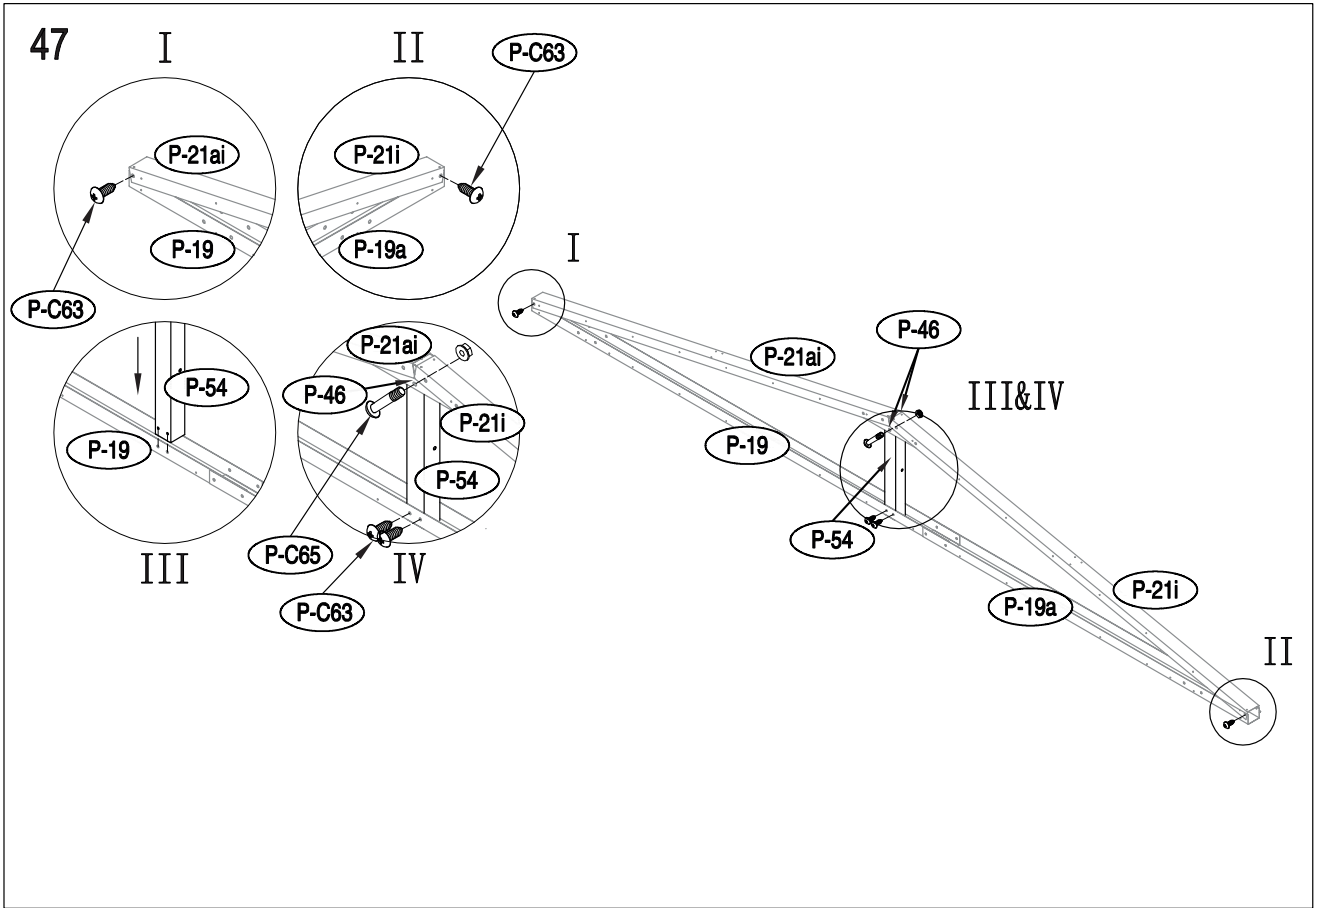 47
I
II
P-C63
P-21ai
P-21i
P-19
P-19a
P-C63
P-54
P-19
P-21ai
P-46
P-21i
P-54
P-C65
P-C63
III
IV
I
P-46
P-21ai
III&IV
P-19
P-54
P-21i
P-19a
II